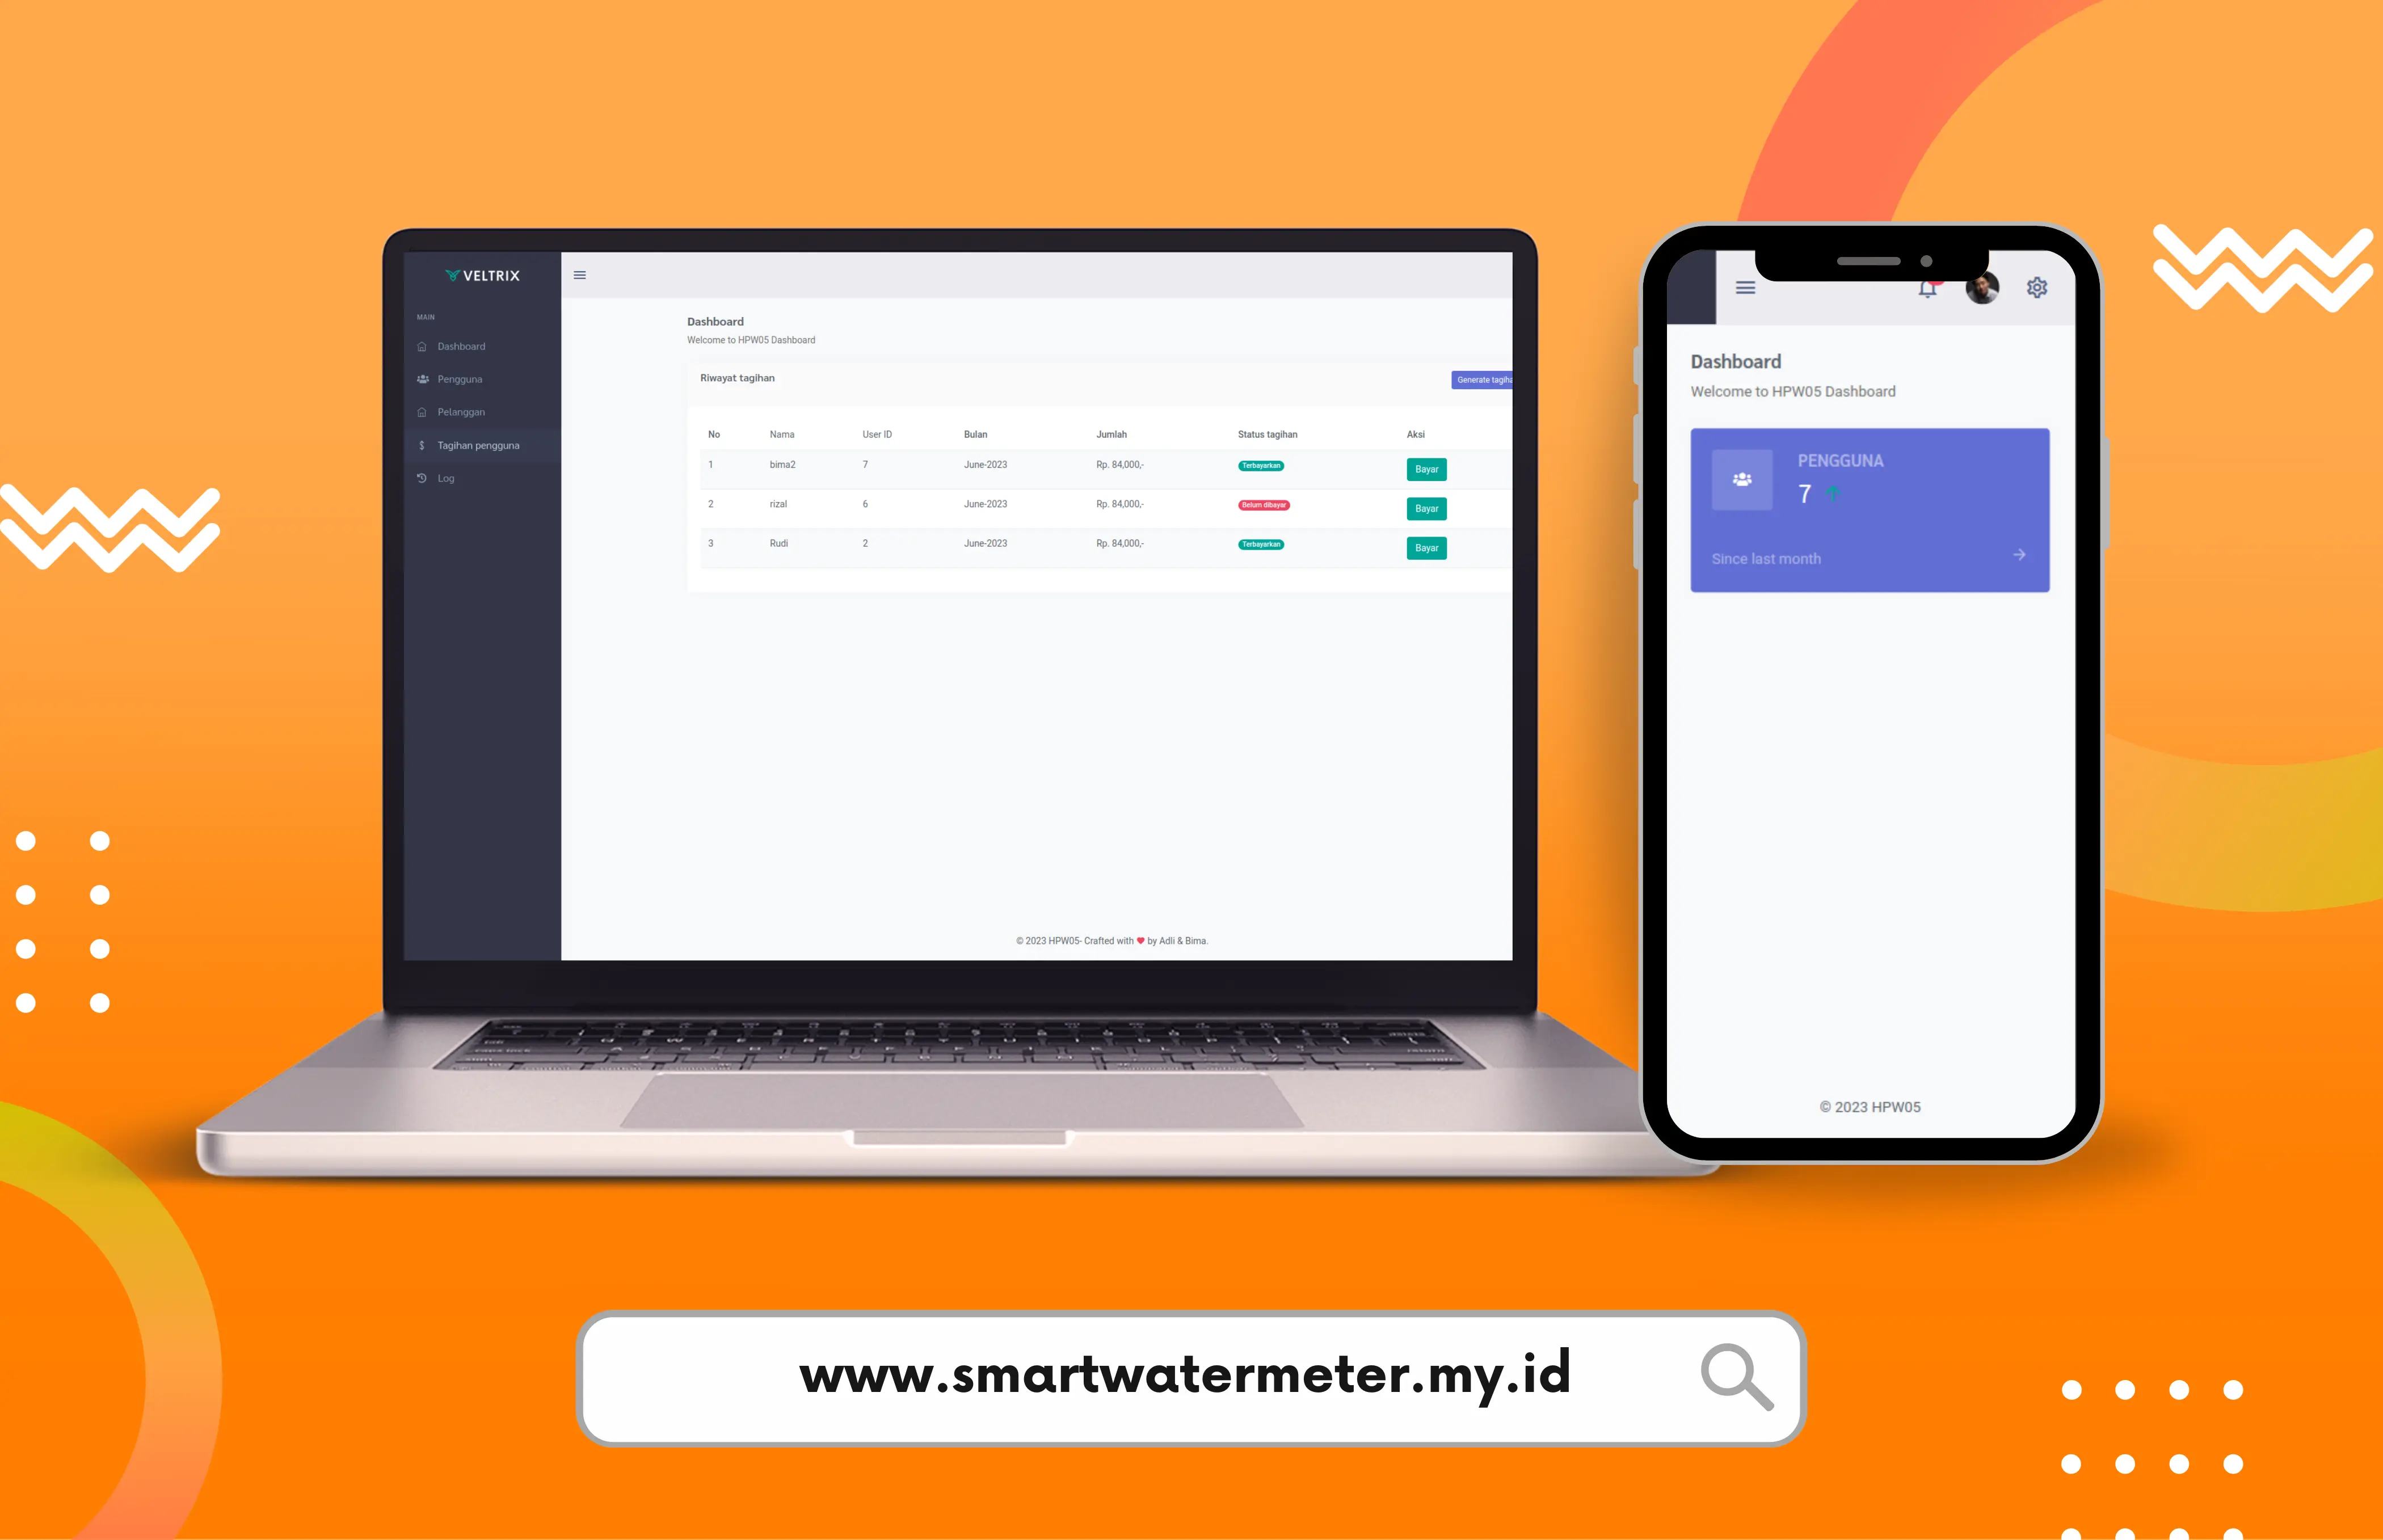 VELTRIX
MAIN
Dashboard
Pengguna
Pelanggan
Tagihan pengguna
Log
Dashboard
Welcome to HPW05 Dashboard
Riwayat tagihan
Generate tagiha
No Nama User ID Bulan Jumlah Status tagihan Aksi
1 bima2 7 June-2023 Rp. 84,000,- Terbayarkan Bayar
2 rizal 6 June-2023 Rp. 84,000,- Belum dibayar Bayar
3 Rudi 2 June-2023 Rp. 84,000,- Terbayarkan Bayar
© 2023 HPW05- Crafted with ❤ by Adli & Bima.
Dashboard
Welcome to HPW05 Dashboard
PENGGUNA
7
Since last month
© 2023 HPW05
www.smartwatermeter.my.id